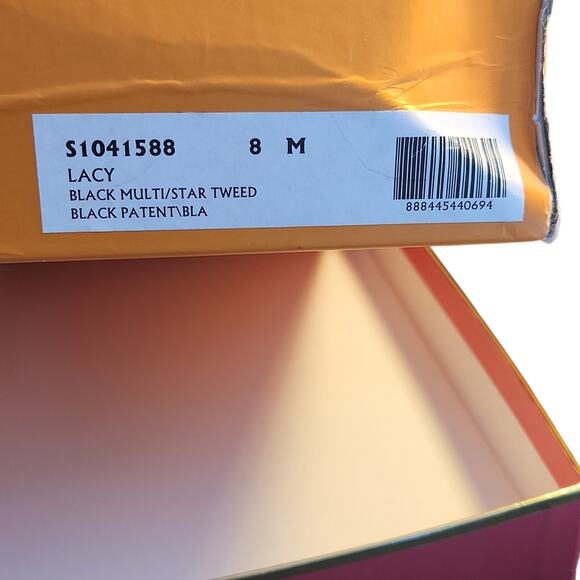 S1041588 8 M
LACY
BLACK MULTI/STAR TWEED
BLACK PATENT\BLA
888445440694